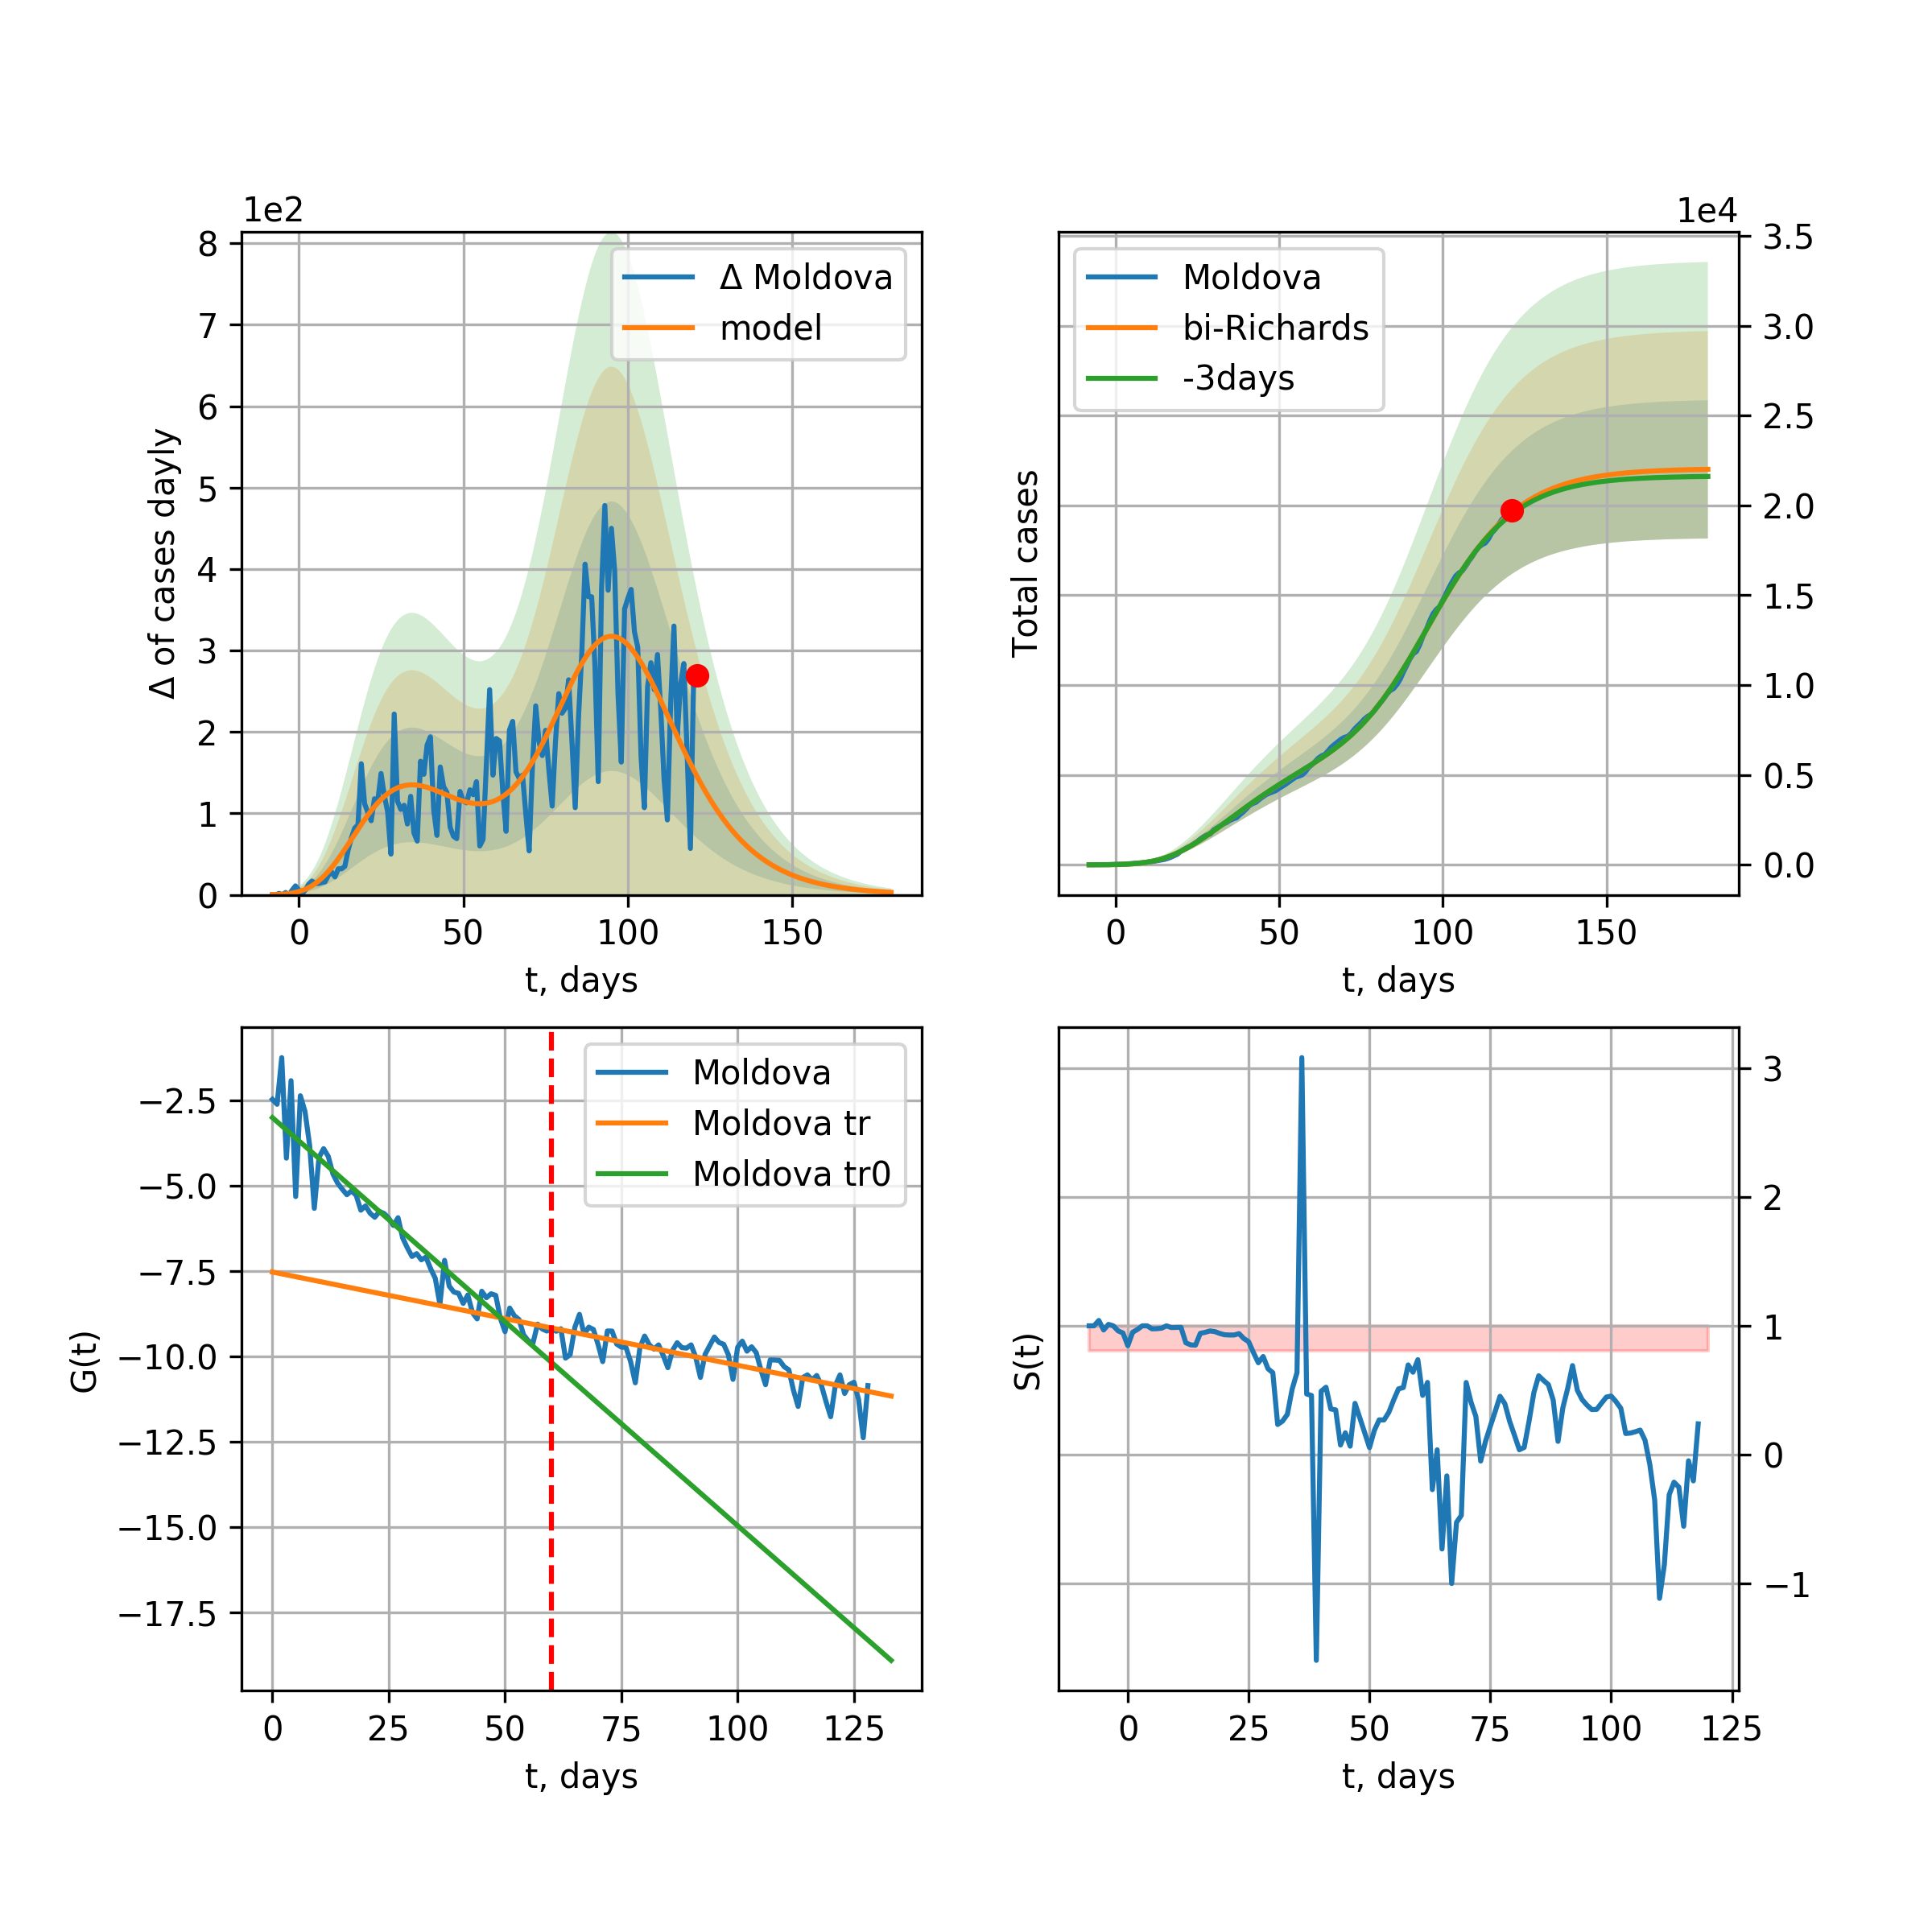 1e2
8
7
6
5
4
3
2
1
0
Δ of cases dayly
Δ Moldova
model
0 50 100 150
t, days
1e4
3.5
3.0
2.5
2.0
1.5
1.0
0.5
0.0
Total cases
Moldova
bi-Richards
-3days
0 50 100 150
t, days
−2.5
−5.0
−7.5
−10.0
−12.5
−15.0
−17.5
G(t)
Moldova
Moldova tr
Moldova tr0
0 25 50 75 100 125
t, days
3
2
1
0
−1
S(t)
0 25 50 75 100 125
t, days